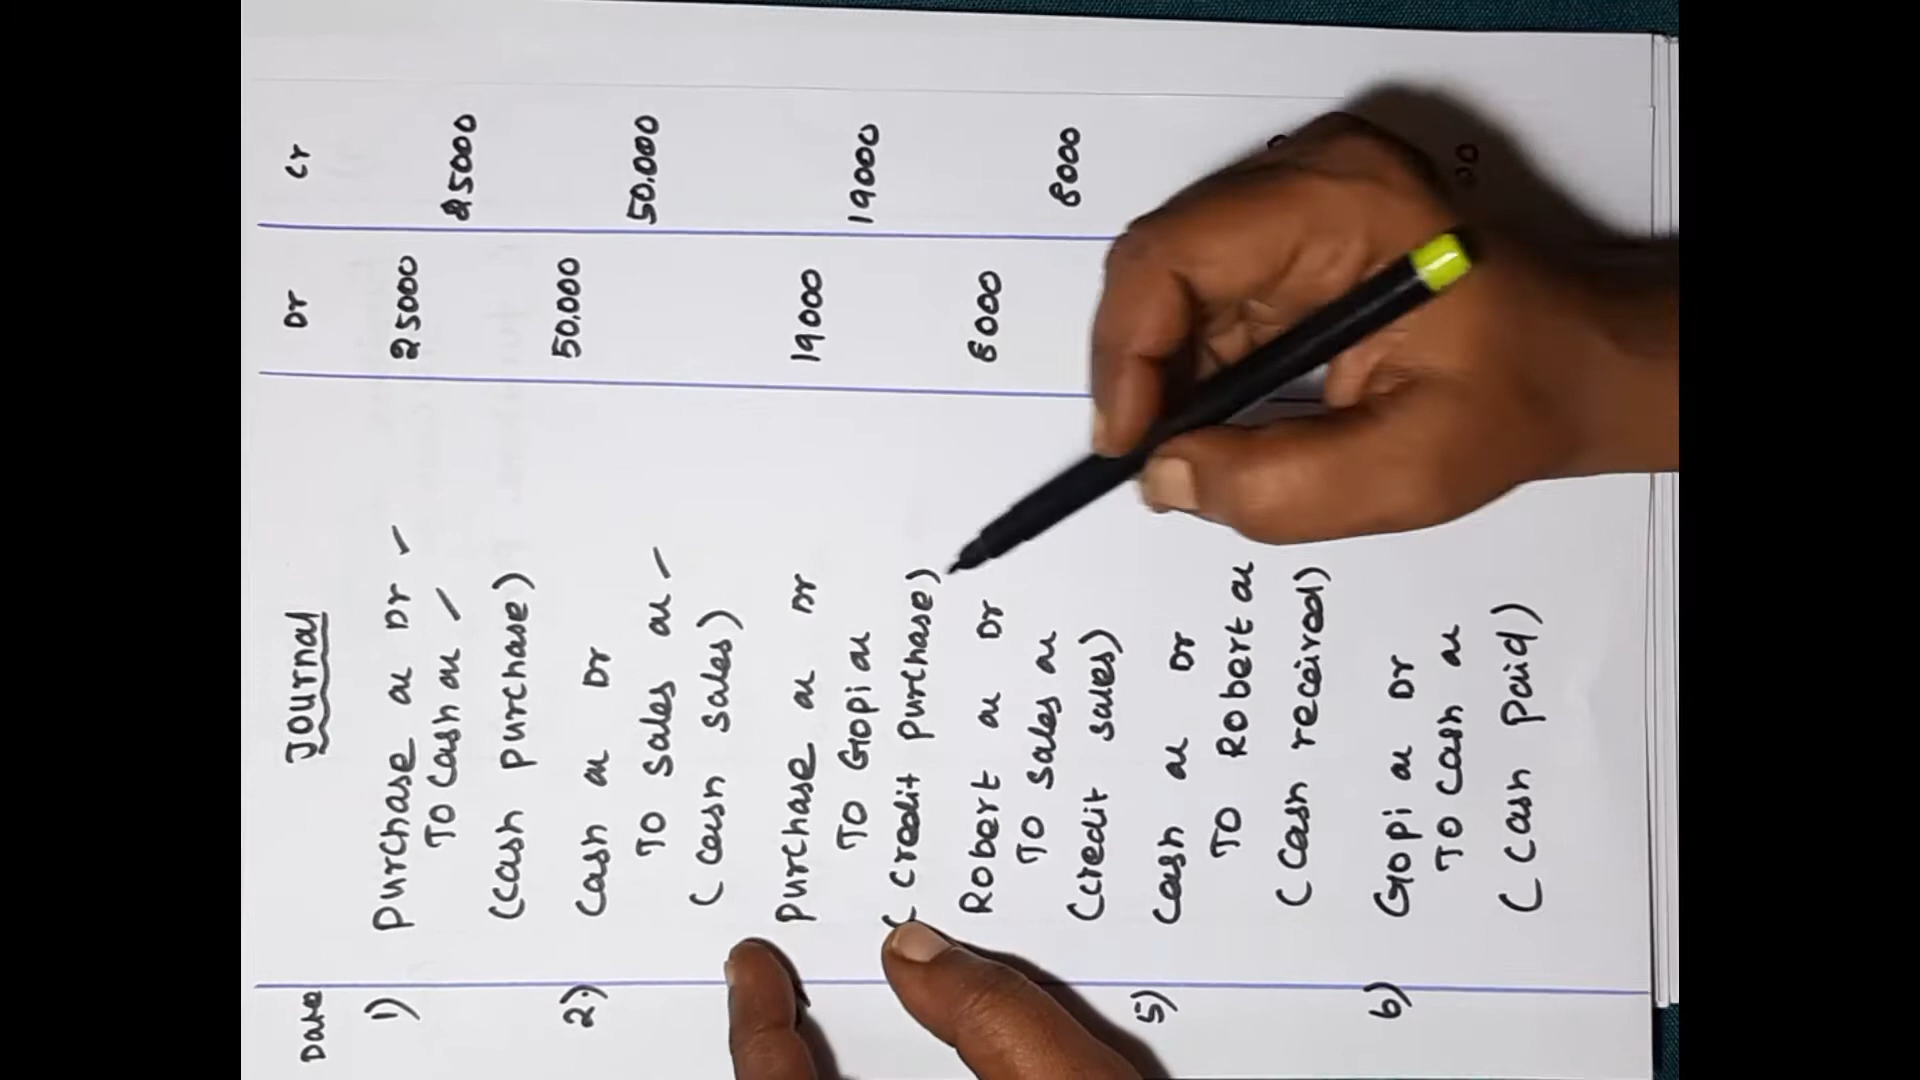 Journal
Date Dr Cr
1) Purchase a/c Dr 25000
To Cash a/c 25000
(Cash purchase)
2) Cash a/c Dr 50,000
To Sales a/c 50,000
(Cash Sales)
Purchase a/c Dr 19000
To Gopi a/c 19000
(Credit purchase)
Robert a/c Dr 8000
To Sales a/c 8000
(Credit Sales)
5) Cash a/c Dr
To Robert a/c
(Cash received)
6) Gopi a/c Dr
To Cash a/c
(Cash paid)